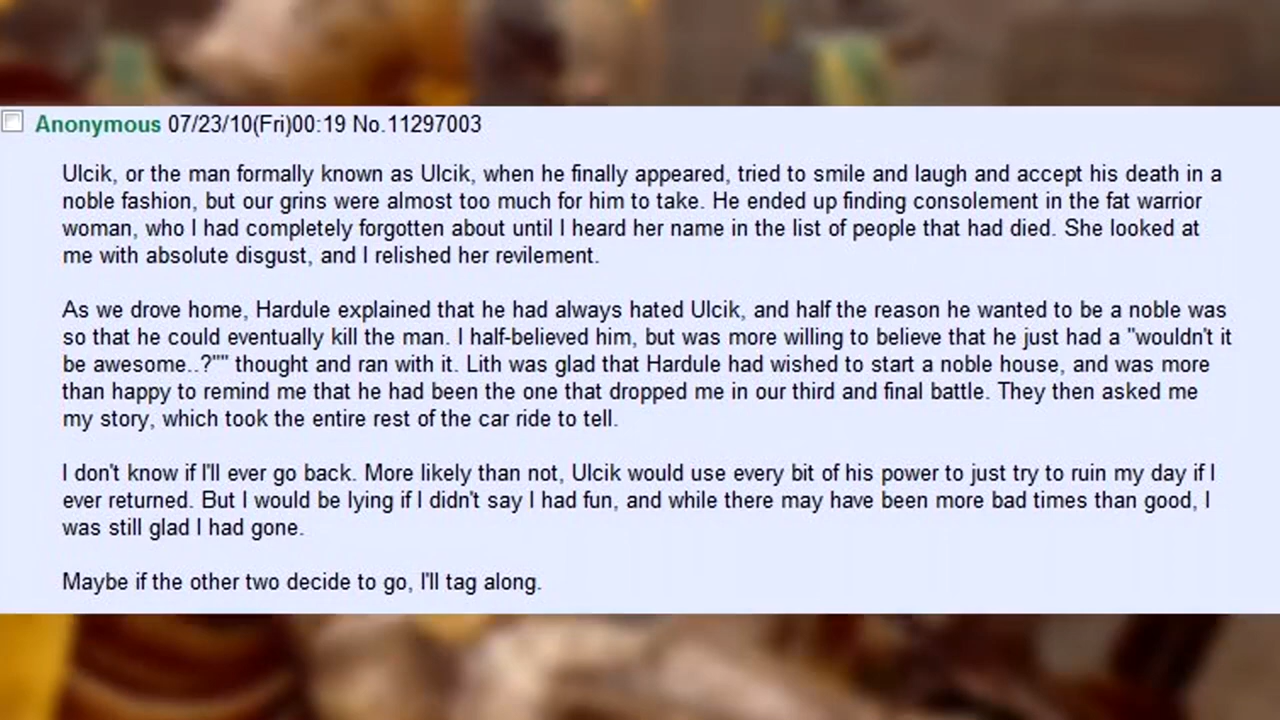 Anonymous 07/23/10(Fri)00:19 No.11297003
Ulcik, or the man formally known as Ulcik, when he finally appeared, tried to smile and laugh and accept his death in a
noble fashion, but our grins were almost too much for him to take. He ended up finding consolement in the fat warrior
woman, who I had completely forgotten about until I heard her name in the list of people that had died. She looked at
me with absolute disgust, and I relished her revilement.
As we drove home, Hardule explained that he had always hated Ulcik, and half the reason he wanted to be a noble was
so that he could eventually kill the man. I half-believed him, but was more willing to believe that he just had a "wouldn't it
be awesome..?"" thought and ran with it. Lith was glad that Hardule had wished to start a noble house, and was more
than happy to remind me that he had been the one that dropped me in our third and final battle. They then asked me
my story, which took the entire rest of the car ride to tell.
I don't know if I'll ever go back. More likely than not, Ulcik would use every bit of his power to just try to ruin my day if I
ever returned. But I would be lying if I didn't say I had fun, and while there may have been more bad times than good, I
was still glad I had gone.
Maybe if the other two decide to go, I'll tag along.